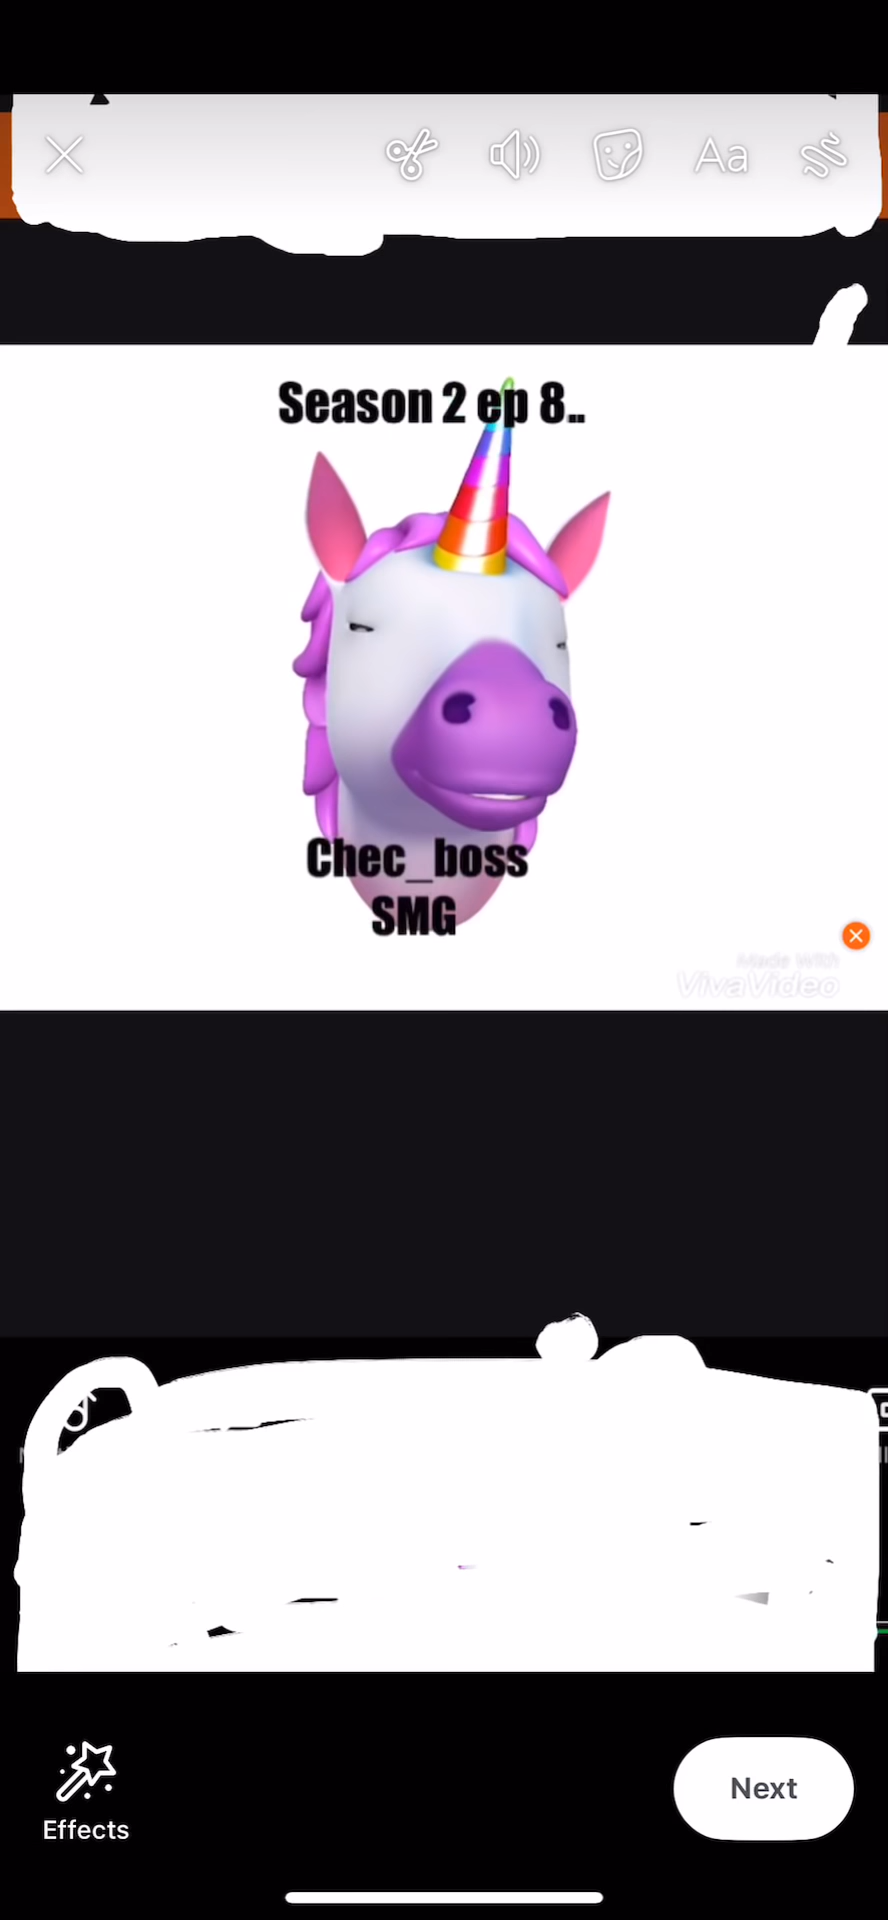 Aa
Season 2 ep 8..
Chec_boss
SMG
Made With
VivaVideo
Next
Effects